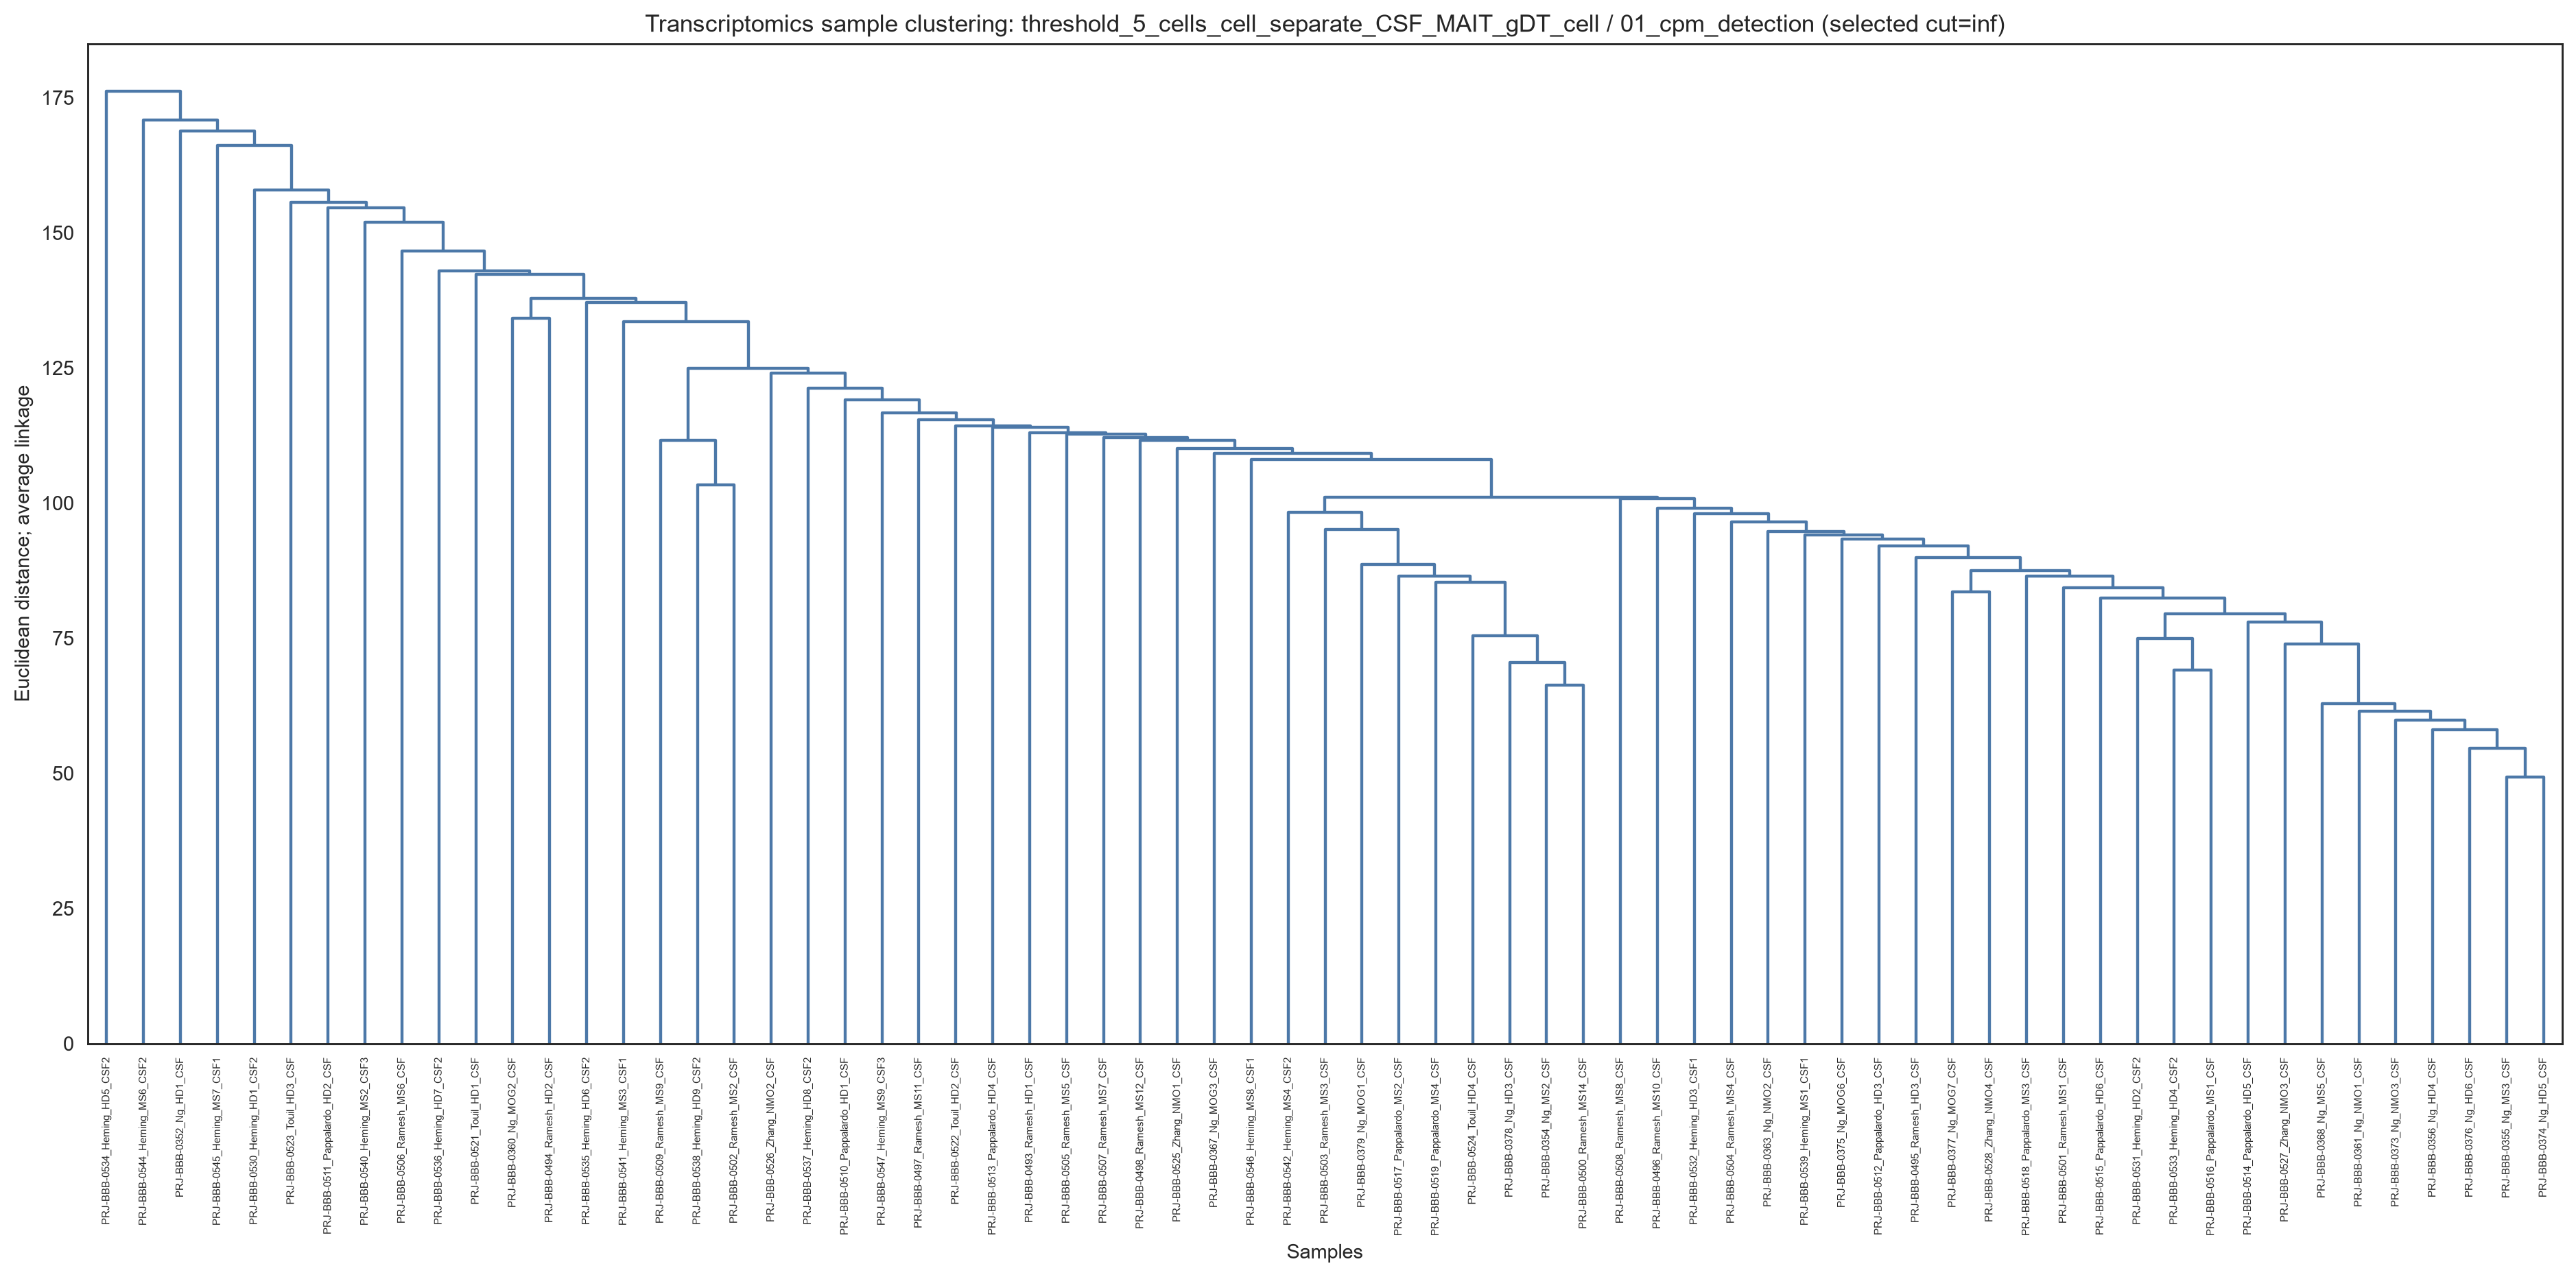 Transcriptomics sample clustering: threshold_5_cells_cell_separate_CSF_MAIT_gDT_cell / 01_cpm_detection (selected cut=inf)
Euclidean distance; average linkage
175
150
125
100
75
50
25
0
PRJ-BBB-0534_Heming_HD5_CSF2
PRJ-BBB-0544_Heming_MS6_CSF2
PRJ-BBB-0352_Ng_HD1_CSF
PRJ-BBB-0545_Heming_MS7_CSF1
PRJ-BBB-0530_Heming_HD1_CSF2
PRJ-BBB-0523_Touil_HD3_CSF
PRJ-BBB-0511_Pappalardo_HD2_CSF
PRJ-BBB-0540_Heming_MS2_CSF3
PRJ-BBB-0506_Ramesh_MS6_CSF
PRJ-BBB-0536_Heming_HD7_CSF2
PRJ-BBB-0521_Touil_HD1_CSF
PRJ-BBB-0360_Ng_MOG2_CSF
PRJ-BBB-0494_Ramesh_HD2_CSF
PRJ-BBB-0535_Heming_HD6_CSF2
PRJ-BBB-0541_Heming_MS3_CSF1
PRJ-BBB-0509_Ramesh_MS9_CSF
PRJ-BBB-0538_Heming_HD9_CSF2
PRJ-BBB-0502_Ramesh_MS2_CSF
PRJ-BBB-0526_Zhang_NMO2_CSF
PRJ-BBB-0537_Heming_HD8_CSF2
PRJ-BBB-0510_Pappalardo_HD1_CSF
PRJ-BBB-0547_Heming_MS9_CSF3
PRJ-BBB-0497_Ramesh_MS11_CSF
PRJ-BBB-0522_Touil_HD2_CSF
PRJ-BBB-0513_Pappalardo_HD4_CSF
PRJ-BBB-0493_Ramesh_HD1_CSF
PRJ-BBB-0505_Ramesh_MS5_CSF
PRJ-BBB-0507_Ramesh_MS7_CSF
PRJ-BBB-0498_Ramesh_MS12_CSF
PRJ-BBB-0525_Zhang_NMO1_CSF
PRJ-BBB-0367_Ng_MOG3_CSF
PRJ-BBB-0546_Heming_MS8_CSF1
PRJ-BBB-0542_Heming_MS4_CSF2
PRJ-BBB-0503_Ramesh_MS3_CSF
PRJ-BBB-0379_Ng_MOG1_CSF
PRJ-BBB-0517_Pappalardo_MS2_CSF
PRJ-BBB-0519_Pappalardo_MS4_CSF
PRJ-BBB-0524_Touil_HD4_CSF
PRJ-BBB-0378_Ng_HD3_CSF
PRJ-BBB-0354_Ng_MS2_CSF
PRJ-BBB-0500_Ramesh_MS14_CSF
PRJ-BBB-0508_Ramesh_MS8_CSF
PRJ-BBB-0496_Ramesh_MS10_CSF
PRJ-BBB-0532_Heming_HD3_CSF1
PRJ-BBB-0504_Ramesh_MS4_CSF
PRJ-BBB-0363_Ng_NMO2_CSF
PRJ-BBB-0539_Heming_MS1_CSF1
PRJ-BBB-0375_Ng_MOG6_CSF
PRJ-BBB-0512_Pappalardo_HD3_CSF
PRJ-BBB-0495_Ramesh_HD3_CSF
PRJ-BBB-0377_Ng_MOG7_CSF
PRJ-BBB-0528_Zhang_NMO4_CSF
PRJ-BBB-0518_Pappalardo_MS3_CSF
PRJ-BBB-0501_Ramesh_MS1_CSF
PRJ-BBB-0515_Pappalardo_HD6_CSF
PRJ-BBB-0531_Heming_HD2_CSF2
PRJ-BBB-0533_Heming_HD4_CSF2
PRJ-BBB-0516_Pappalardo_MS1_CSF
PRJ-BBB-0514_Pappalardo_HD5_CSF
PRJ-BBB-0527_Zhang_NMO3_CSF
PRJ-BBB-0368_Ng_MS5_CSF
PRJ-BBB-0361_Ng_NMO1_CSF
PRJ-BBB-0373_Ng_NMO3_CSF
PRJ-BBB-0356_Ng_HD4_CSF
PRJ-BBB-0376_Ng_HD6_CSF
PRJ-BBB-0355_Ng_MS3_CSF
PRJ-BBB-0374_Ng_HD5_CSF
Samples